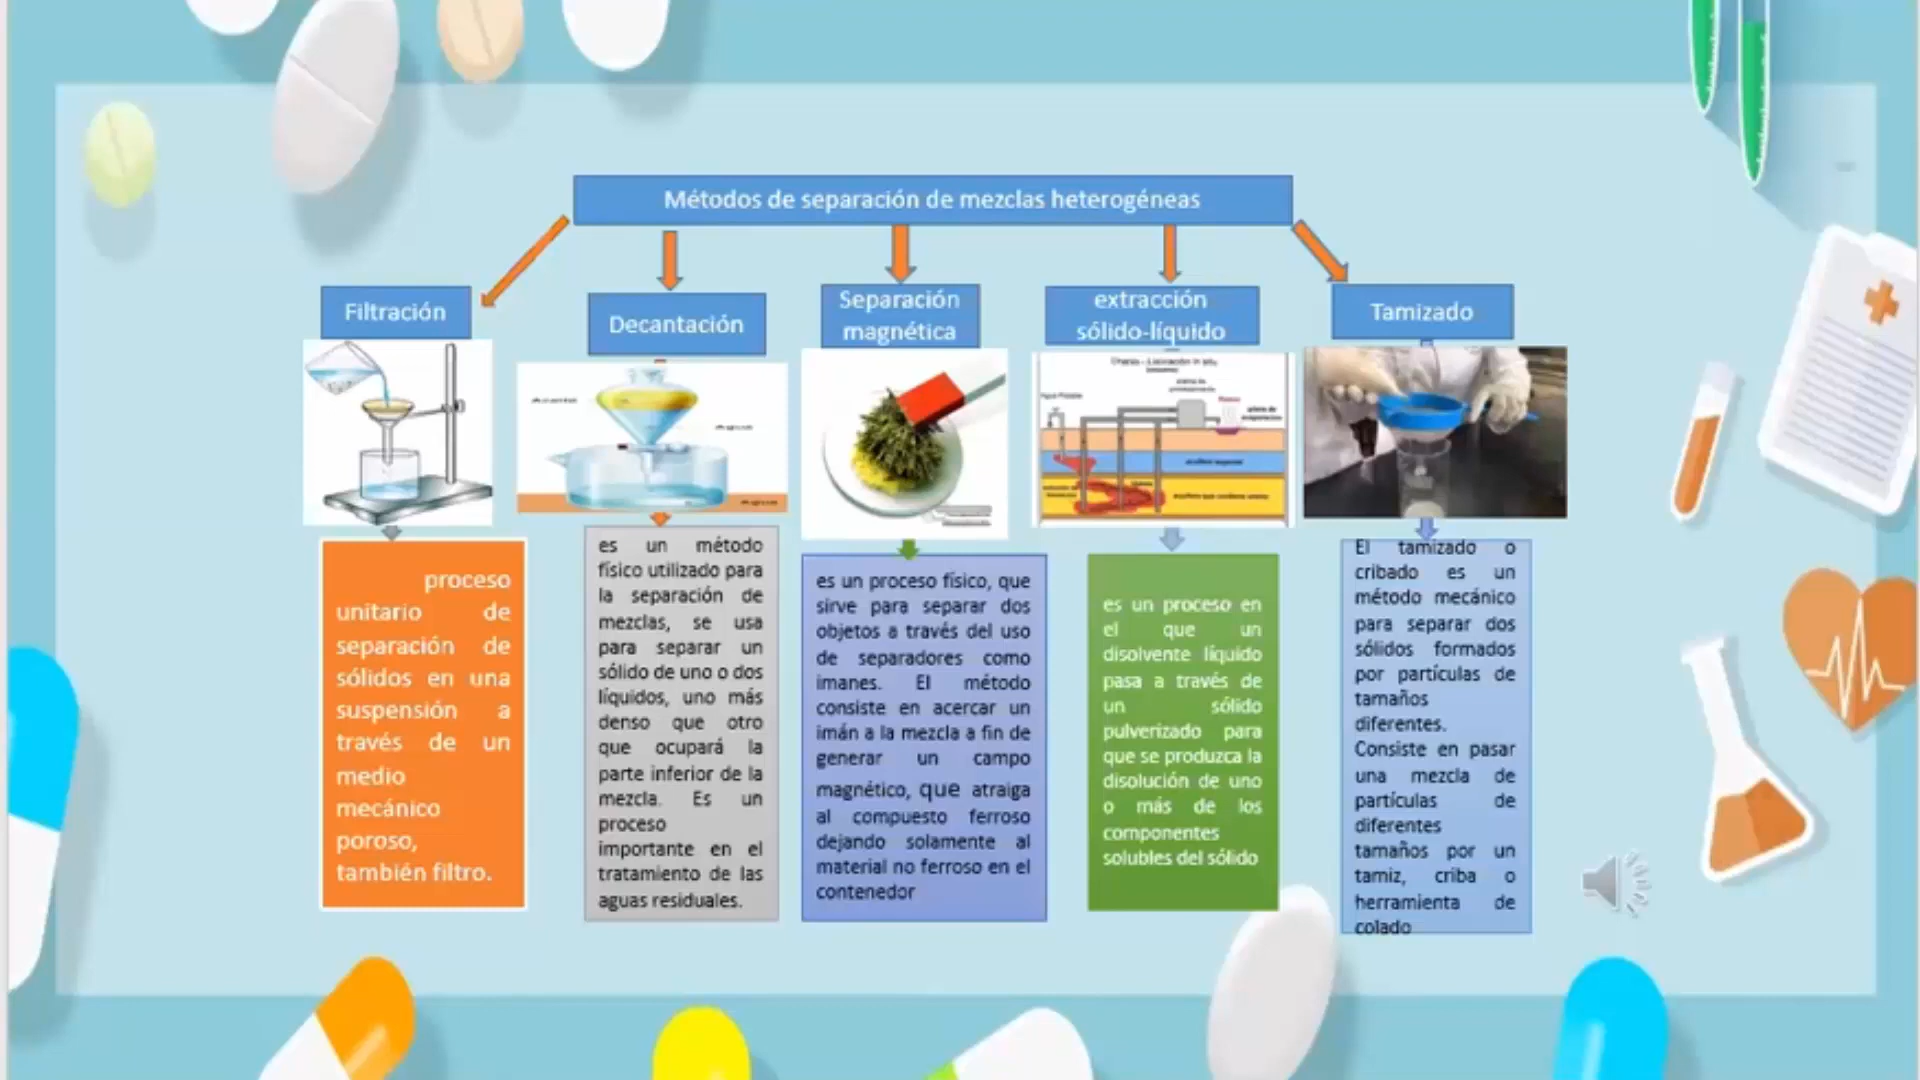 Métodos de separación de mezclas heterogéneas
Filtración
Decantación
Separación
magnética
extracción
sólido-líquido
Tamizado
proceso
unitario de
separación de
sólidos en una
suspensión a
través de un
medio
mecánico
poroso,
también filtro.
es un método
físico utilizado para
la separación de
mezclas, se usa
para separar un
sólido de uno o dos
líquidos, uno más
denso que otro
que ocupará la
parte inferior de la
mezcla. Es un
proceso
importante en el
tratamiento de las
aguas residuales.
es un proceso físico, que
sirve para separar dos
objetos a través del uso
de separadores como
imanes. El método
consiste en acercar un
imán a la mezcla a fin de
generar un campo
magnético, que atraiga
al compuesto ferroso
dejando solamente al
material no ferroso en el
contenedor
es un proceso en
el que un
disolvente líquido
pasa a través de
un sólido
pulverizado para
que se produzca la
disolución de uno
o más de los
componentes
solubles del sólido
El tamizado o
cribado es un
método mecánico
para separar dos
sólidos formados
por partículas de
tamaños
diferentes.
Consiste en pasar
una mezcla de
partículas de
diferentes
tamaños por un
tamiz, criba o
herramienta de
colado